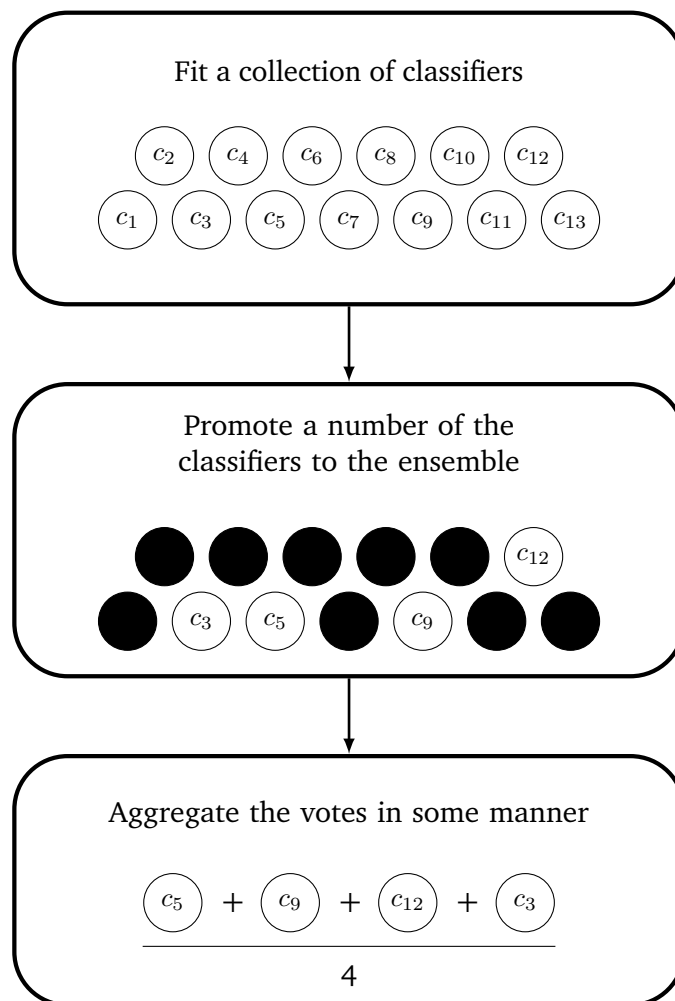 Fit a collection of classifiers
c2 c4 c6 c8 c10 c12
c1 c3 c5 c7 c9 c11 c13
Promote a number of the
classifiers to the ensemble
c12
c3 c5 c9
Aggregate the votes in some manner
c5 + c9 + c12 + c3
4